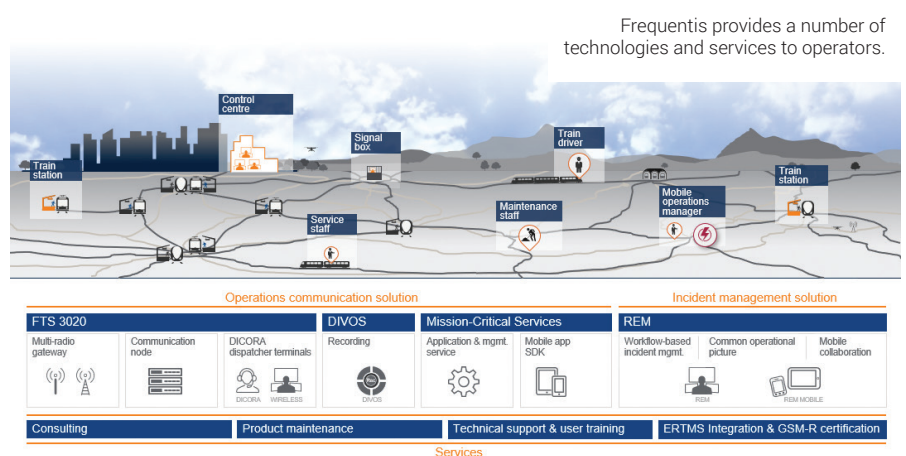 Frequentis provides a number of
technologies and services to operators.
Control
centre
Signal
box
Train
driver
Train
station
Train
station
Mobile
operations
manager
Maintenance
staff
Service
staff
Operations communication solution
Incident management solution
FTS 3020
DIVOS
Mission-Critical Services
REM
Multi-radio
gateway
Communication
node
DICORA
dispatcher terminals
Recording
Application & mgmt.
service
Mobile app
SDK
Workflow-based
incident mgmt.
Common operational
picture
Mobile
collaboration
DICORA
WIRELESS
REC
DIVOS
REM
REM MOBILE
Consulting
Product maintenance
Technical support & user training
ERTMS Integration & GSM-R certification
Services